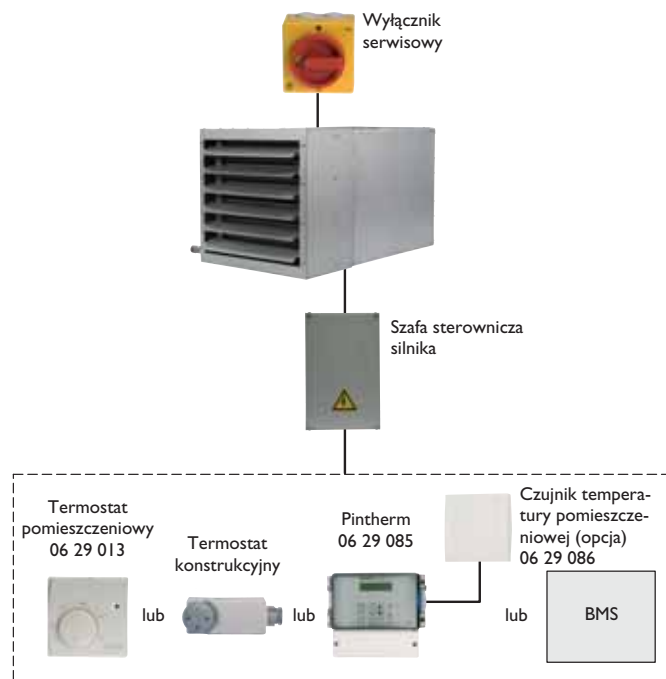 Wyłącznik
serwisowy
Szafa sterownicza
silnika
Termostat
pomieszczeniowy
06 29 013
lub
Termostat
konstrukcyjny
lub
Pintherm
06 29 085
Czujnik tempera-
tury pomieszcze-
niowej (opcja)
06 29 086
lub
BMS